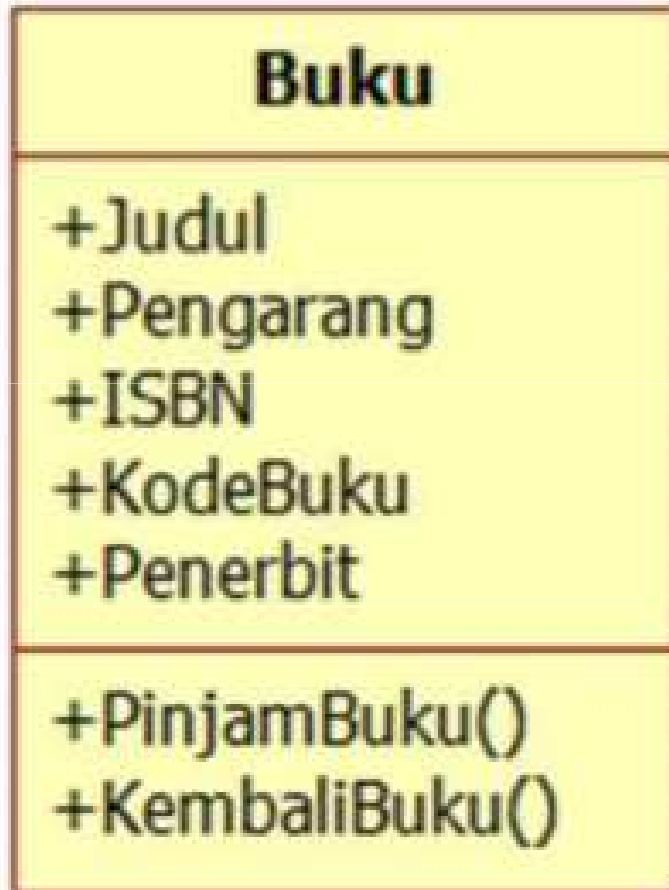 Buku
+Judul
+Pengarang
+ISBN
+KodeBuku
+Penerbit
+PinjamBuku()
+KembaliBuku()